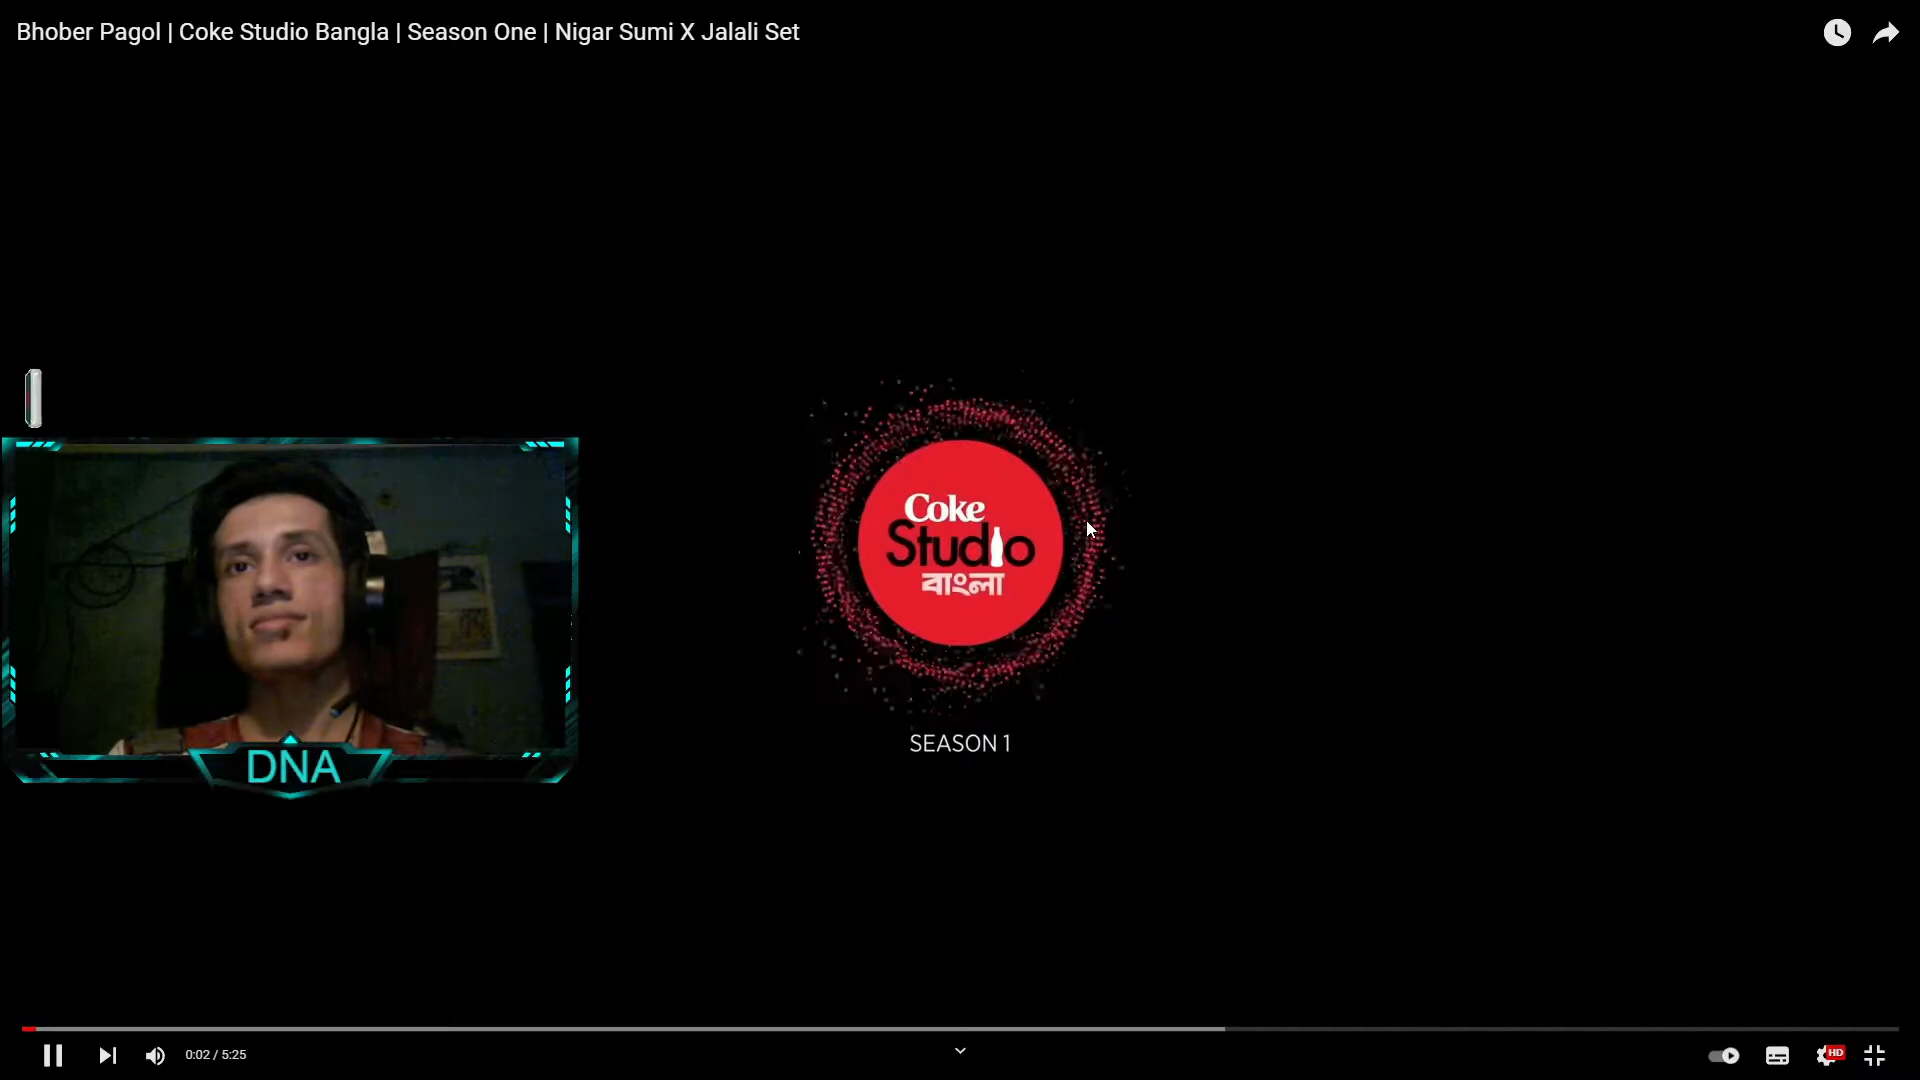 Bhober Pagol | Coke Studio Bangla | Season One | Nigar Sumi X Jalali Set
Coke
Studio
বাংলা
SEASON 1
DNA
0:02 / 5:25
HD